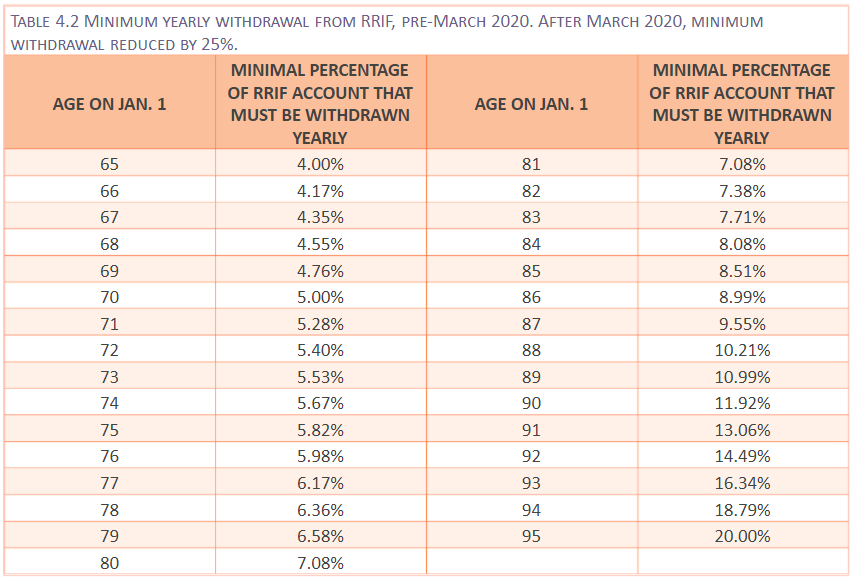 TABLE 4.2 MINIMUM YEARLY WITHDRAWAL FROM RRIF, PRE-MARCH 2020. AFTER MARCH 2020, MINIMUM
WITHDRAWAL REDUCED BY 25%.
AGE ON JAN. 1 MINIMAL PERCENTAGE OF RRIF ACCOUNT THAT MUST BE WITHDRAWN YEARLY AGE ON JAN. 1 MINIMAL PERCENTAGE OF RRIF ACCOUNT THAT MUST BE WITHDRAWN YEARLY
65 4.00% 81 7.08%
66 4.17% 82 7.38%
67 4.35% 83 7.71%
68 4.55% 84 8.08%
69 4.76% 85 8.51%
70 5.00% 86 8.99%
71 5.28% 87 9.55%
72 5.40% 88 10.21%
73 5.53% 89 10.99%
74 5.67% 90 11.92%
75 5.82% 91 13.06%
76 5.98% 92 14.49%
77 6.17% 93 16.34%
78 6.36% 94 18.79%
79 6.58% 95 20.00%
80 7.08%